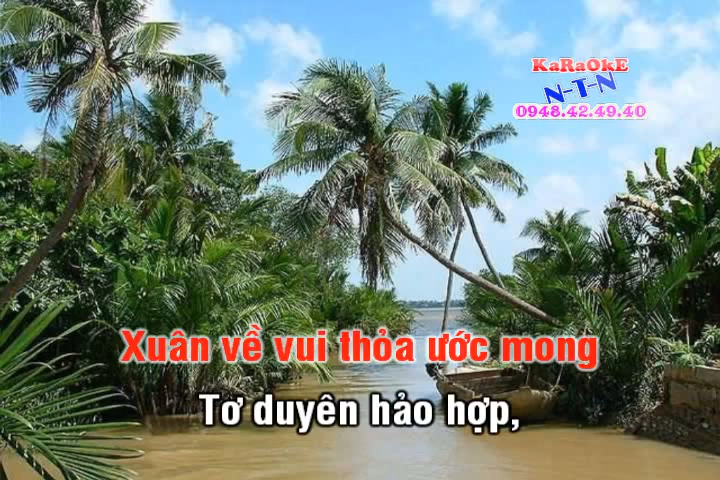 KaRaOkE
N-T-N
0948.42.49.40
Xuân về vui thỏa ước mong
Tơ duyên hảo hợp,